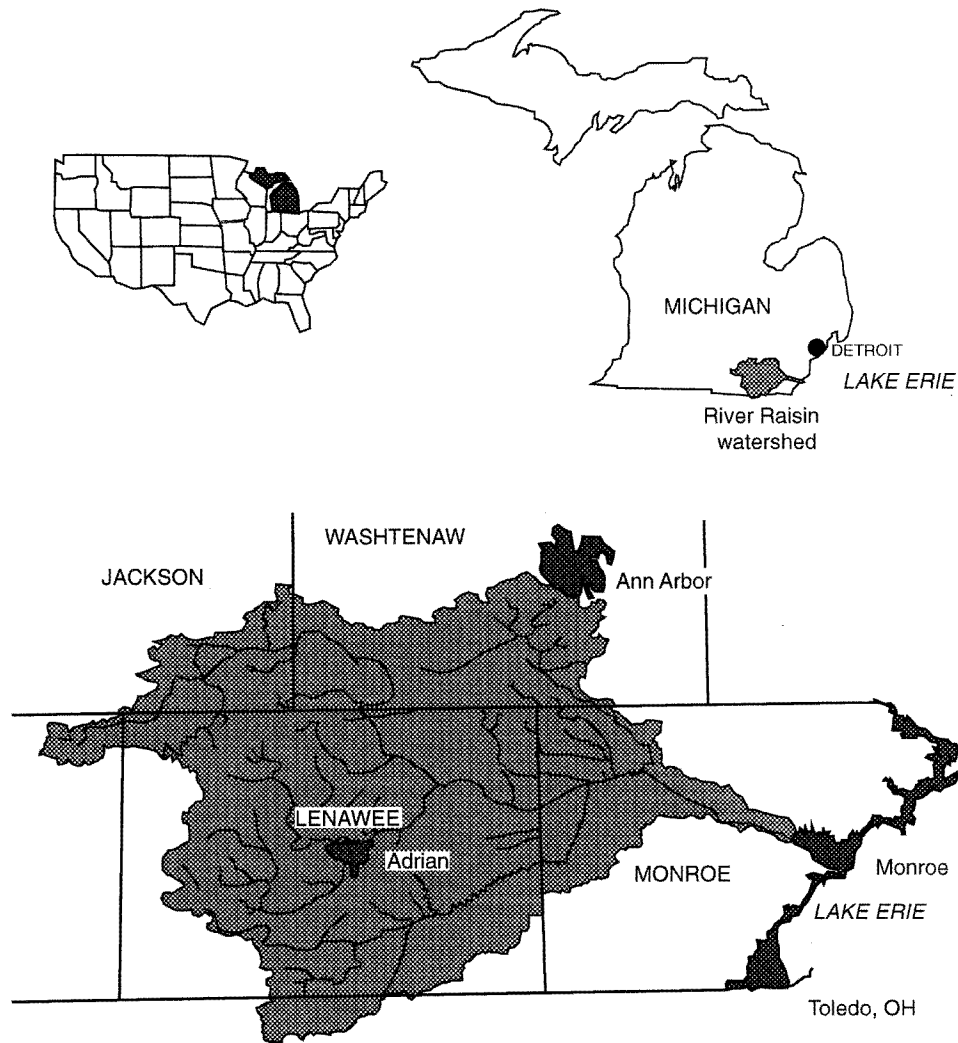 MICHIGAN
DETROIT
LAKE ERIE
River Raisin
watershed
WASHTENAW
JACKSON
Ann Arbor
LENAWEE
Adrian
MONROE
Monroe
LAKE ERIE
Toledo, OH